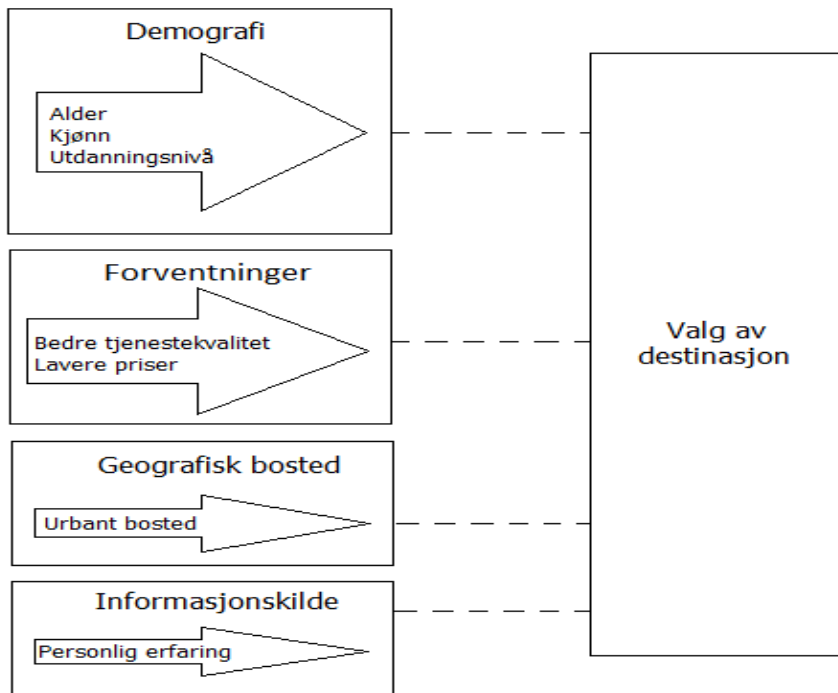 Demografi
Alder
Kjønn
Utdanningsnivå
Forventninger
Bedre tjenestekvalitet
Lavere priser
Geografisk bosted
Urbant bosted
Informasjonskilde
Personlig erfaring
Valg av
destinasjon